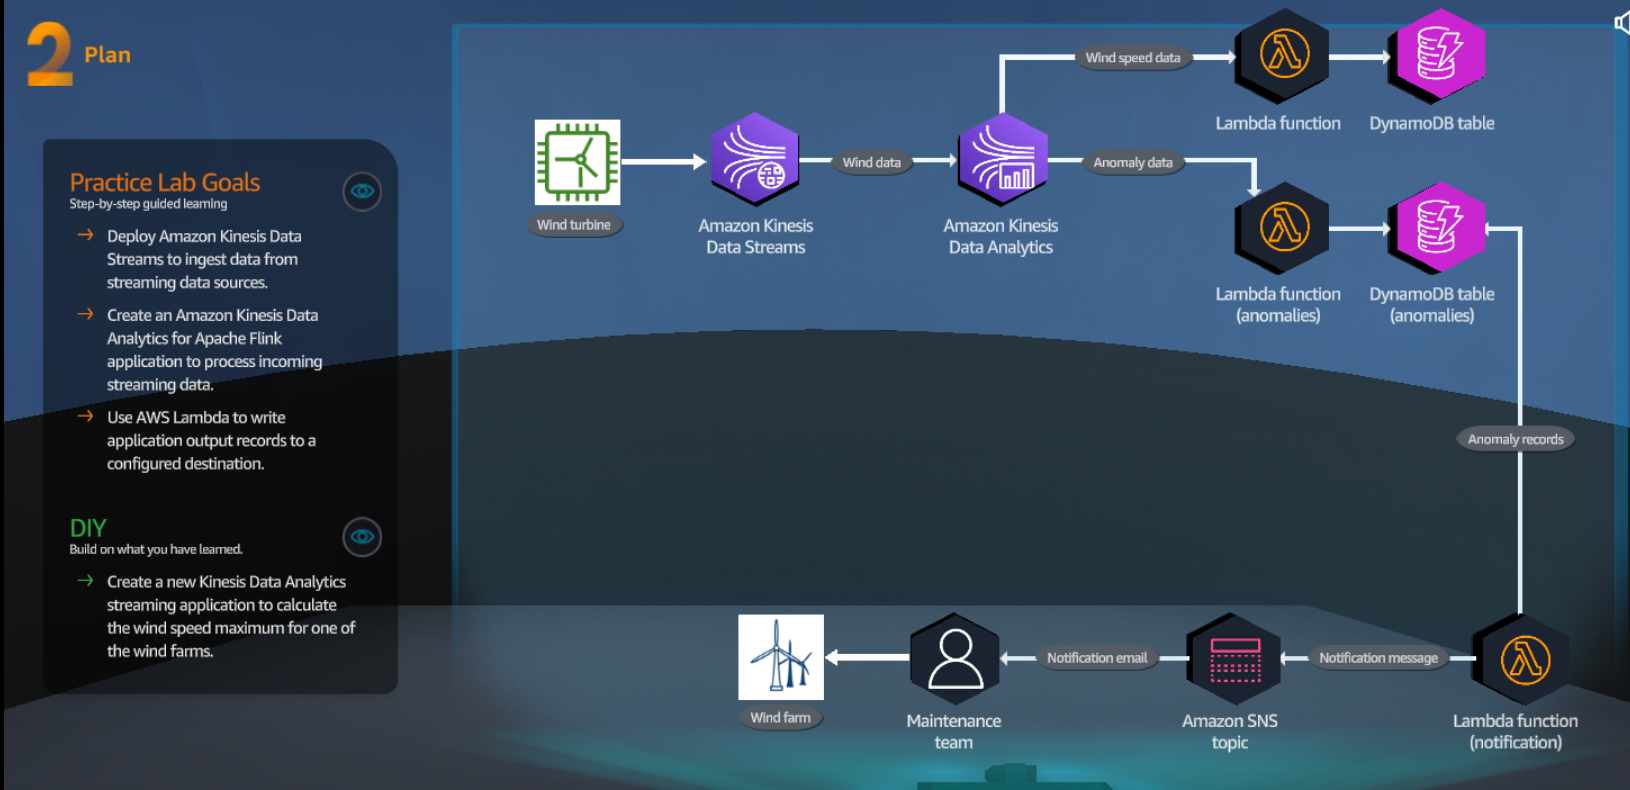 2 Plan
Practice Lab Goals
Step-by-step guided learning
→ Deploy Amazon Kinesis Data
Streams to ingest data from
streaming data sources.
→ Create an Amazon Kinesis Data
Analytics for Apache Flink
application to process incoming
streaming data.
→ Use AWS Lambda to write
application output records to a
configured destination.
DIY
Build on what you have learned.
→ Create a new Kinesis Data Analytics
streaming application to calculate
the wind speed maximum for one of
the wind farms.
Wind turbine
Amazon Kinesis
Data Streams
Wind data
Amazon Kinesis
Data Analytics
Wind speed data
Lambda function
DynamoDB table
Anomaly data
Lambda function
(anomalies)
DynamoDB table
(anomalies)
Anomaly records
Lambda function
(notification)
Notification message
Amazon SNS
topic
Notification email
Maintenance
team
Wind farm